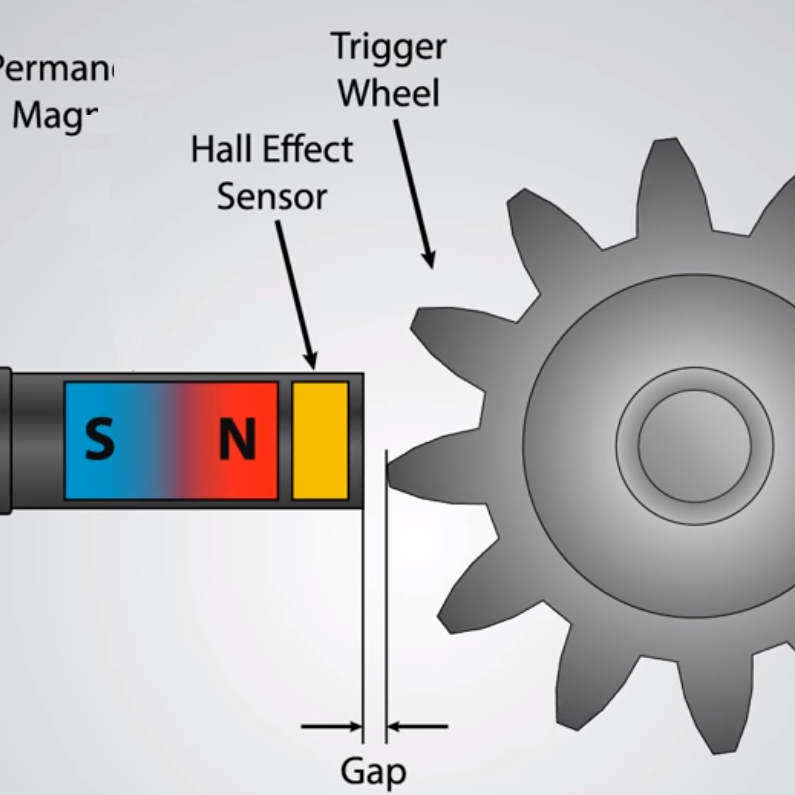 Trigger
Wheel
Hall Effect
Sensor
S N
Gap